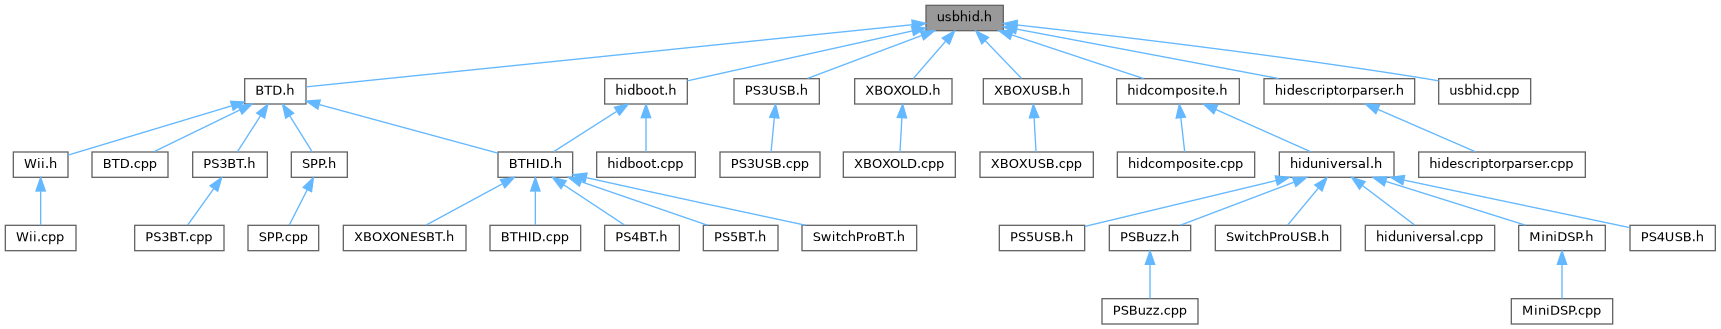 usbhid.h
BTD.h
hidboot.h
PS3USB.h
XBOXOLD.h
XBOXUSB.h
hidcomposite.h
hidescriptorparser.h
usbhid.cpp
Wii.h
BTD.cpp
PS3BT.h
SPP.h
BTHID.h
hidboot.cpp
PS3USB.cpp
XBOXOLD.cpp
XBOXUSB.cpp
hidcomposite.cpp
hiduniversal.h
hidescriptorparser.cpp
Wii.cpp
PS3BT.cpp
SPP.cpp
XBOXONESBT.h
BTHID.cpp
PS4BT.h
PS5BT.h
SwitchProBT.h
PS5USB.h
PSBuzz.h
SwitchProUSB.h
hiduniversal.cpp
MiniDSP.h
PS4USB.h
PSBuzz.cpp
MiniDSP.cpp